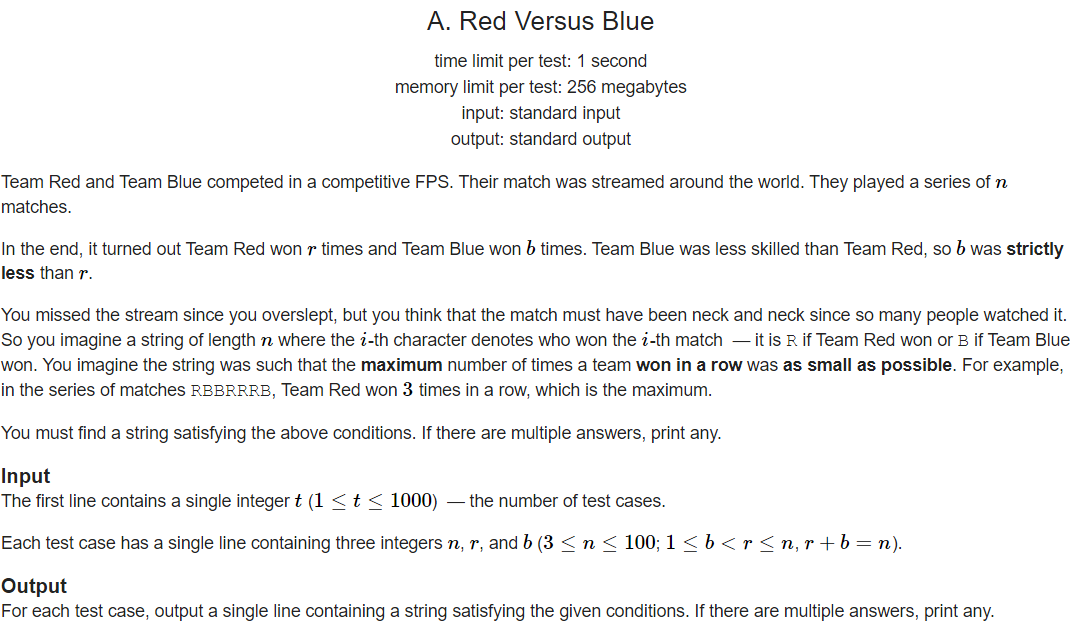 A. Red Versus Blue
time limit per test: 1 second
memory limit per test: 256 megabytes
input: standard input
output: standard output
Team Red and Team Blue competed in a competitive FPS. Their match was streamed around the world. They played a series of n
matches.
In the end, it turned out Team Red won r times and Team Blue won b times. Team Blue was less skilled than Team Red, so b was strictly
less than r.
You missed the stream since you overslept, but you think that the match must have been neck and neck since so many people watched it.
So you imagine a string of length n where the i-th character denotes who won the i-th match — it is R if Team Red won or B if Team Blue
won. You imagine the string was such that the maximum number of times a team won in a row was as small as possible. For example,
in the series of matches RBBRRRB, Team Red won 3 times in a row, which is the maximum.
You must find a string satisfying the above conditions. If there are multiple answers, print any.
Input
The first line contains a single integer t (1 ≤ t ≤ 1000) — the number of test cases.
Each test case has a single line containing three integers n, r, and b (3 ≤ n ≤ 100; 1 ≤ b < r ≤ n, r + b = n).
Output
For each test case, output a single line containing a string satisfying the given conditions. If there are multiple answers, print any.